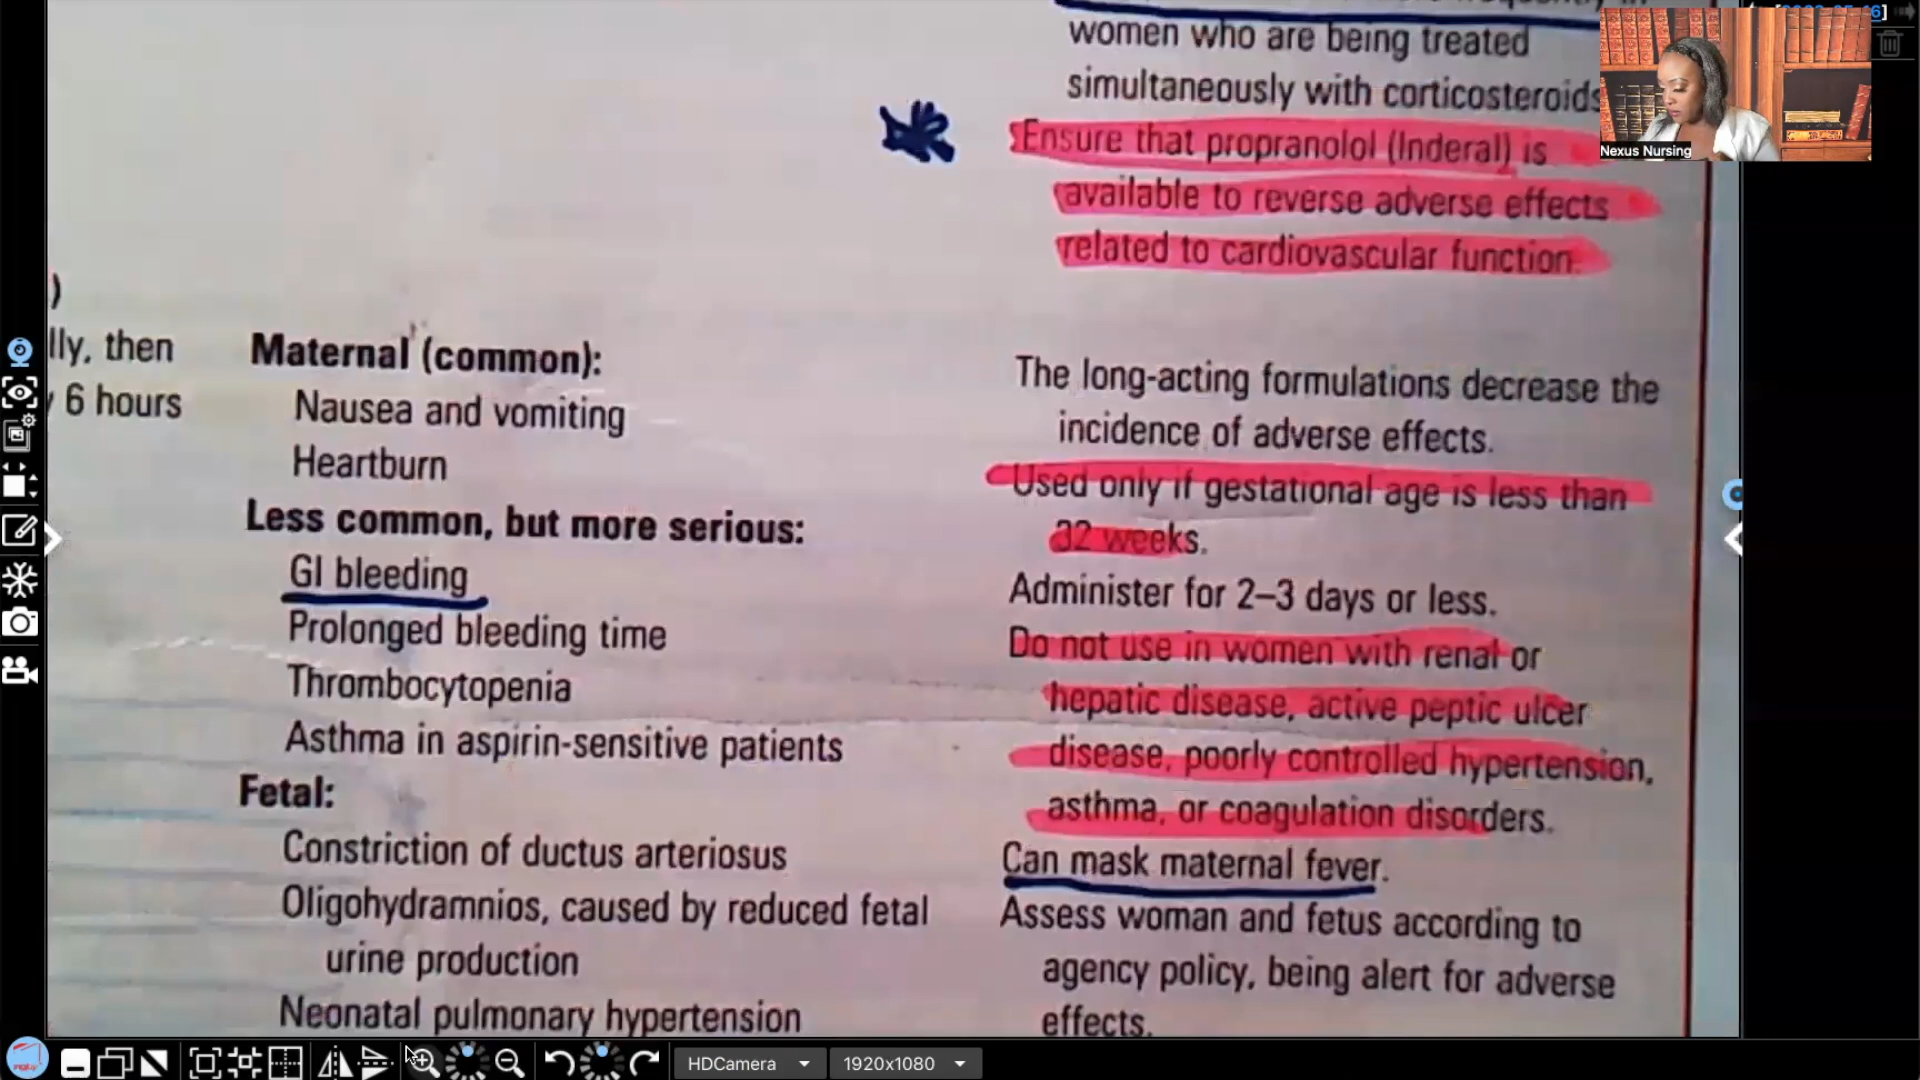 women who are being treated
simultaneously with corticosteroids
Ensure that propranolol (Inderal) is
available to reverse adverse effects
related to cardiovascular function.
Nexus Nursing
)
lly, then
6 hours
Maternal (common):
Nausea and vomiting
Heartburn
Less common, but more serious:
GI bleeding
Prolonged bleeding time
Thrombocytopenia
Asthma in aspirin-sensitive patients
Fetal:
Constriction of ductus arteriosus
Oligohydramnios, caused by reduced fetal
urine production
Neonatal pulmonary hypertension
The long-acting formulations decrease the
incidence of adverse effects.
Used only if gestational age is less than
32 weeks.
Administer for 2–3 days or less.
Do not use in women with renal or
hepatic disease, active peptic ulcer
disease, poorly controlled hypertension,
asthma, or coagulation disorders.
Can mask maternal fever.
Assess woman and fetus according to
agency policy, being alert for adverse
effects.
HDCamera
1920x1080